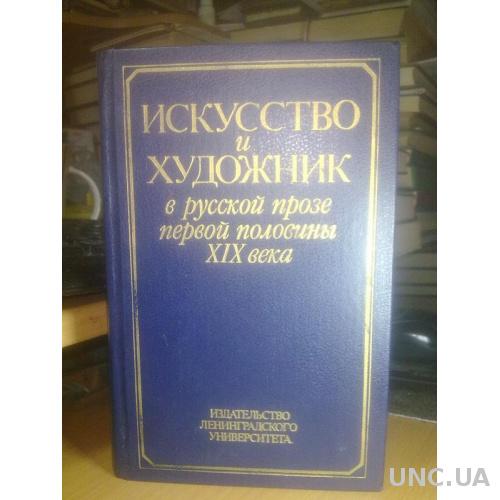 ИСКУССТВО
и
ХУДОЖНИК
в русской прозе
первой половины
XIX века
ИЗДАТЕЛЬСТВО
ЛЕНИНГРАДСКОГО
УНИВЕРСИТЕТА
UNC.UA